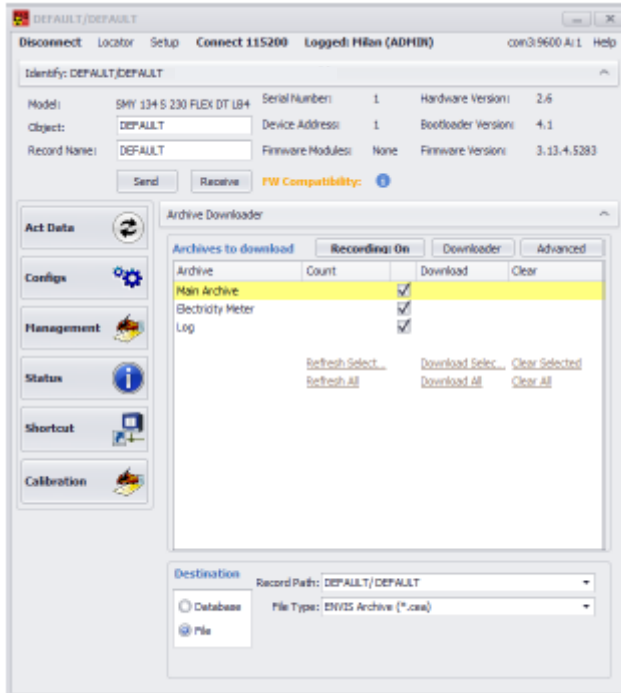 DEFAULT/DEFAULT
Disconnect Locator Setup Connect 115200 Logged: Milan (ADMIN) com3:9600 A:1 Help
Identify: DEFAULT/DEFAULT
Model: SMY 134 S 230 FLEX DT LB4 Serial Number: 1 Hardware Version: 2.6
Object: DEFAULT Device Address: 1 Bootloader Version: 4.1
Record Name: DEFAULT Firmware Modules: None Firmware Version: 3.13.4.5283
Send Receive FW Compatibility:
Act Data
Configs
Management
Status
Shortcut
Calibration
Archive Downloader
Archives to download Recording: On Downloader Advanced
Archive Count Download Clear
Main Archive
Electricity Meter
Log
Refresh Select... Download Selec... Clear Selected
Refresh All Download All Clear All
Destination
Record Path: DEFAULT/DEFAULT
Database
File Type: ENVIS Archive (*.cea)
File